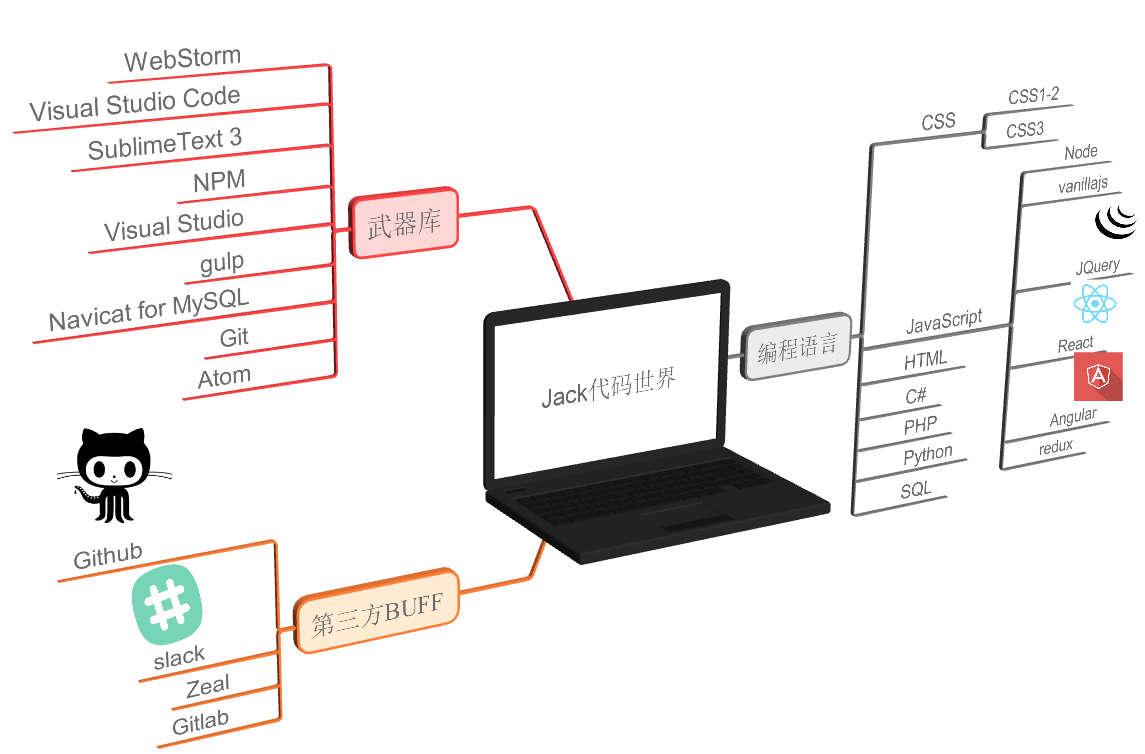 WebStorm
Visual Studio Code
SublimeText 3
NPM
Visual Studio
gulp
Navicat for MySQL
Git
Atom
武器库
Github
slack
Zeal
Gitlab
第三方BUFF
Jack代码世界
编程语言
CSS
CSS1-2
CSS3
JavaScript
Node
vanillajs
JQuery
React
Angular
redux
HTML
C#
PHP
Python
SQL